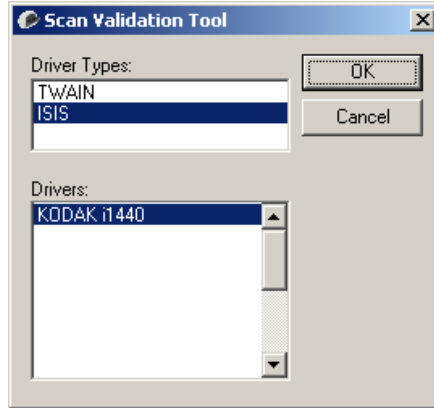 Scan Validation Tool
Driver Types:
TWAIN
ISIS
OK
Cancel
Drivers:
KODAK i1440